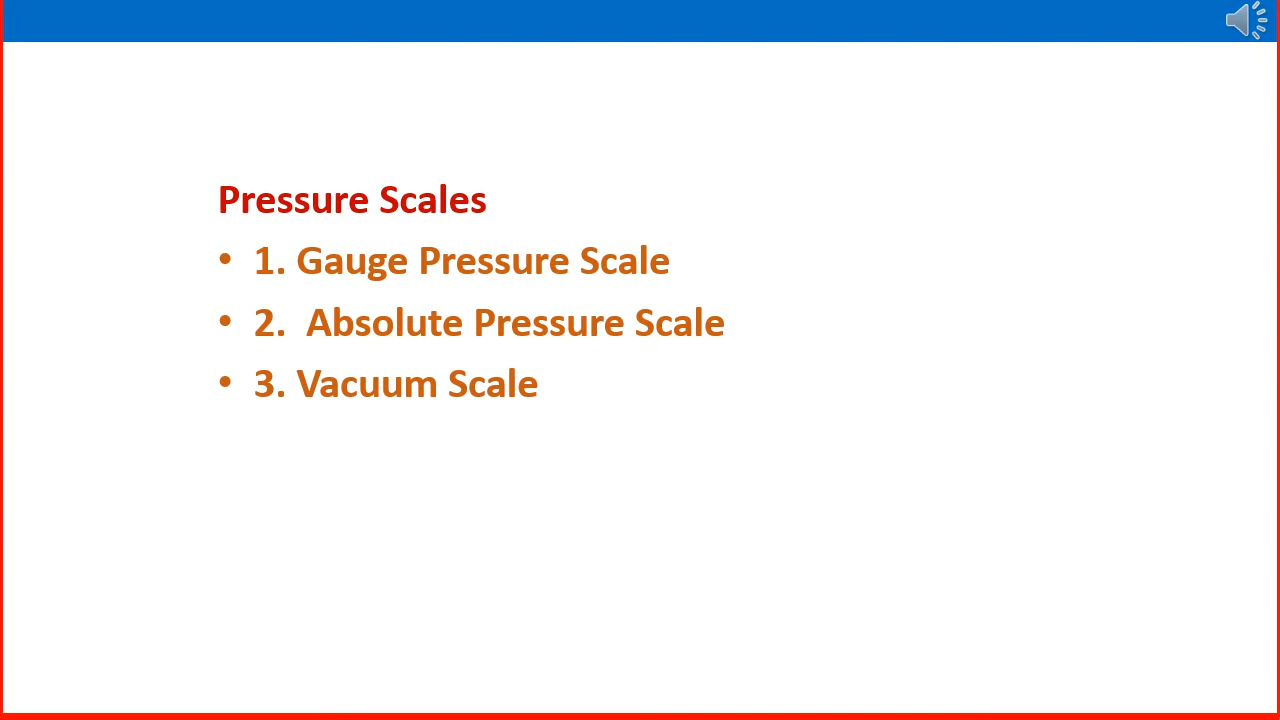 Pressure Scales
• 1. Gauge Pressure Scale
• 2.  Absolute Pressure Scale
• 3. Vacuum Scale